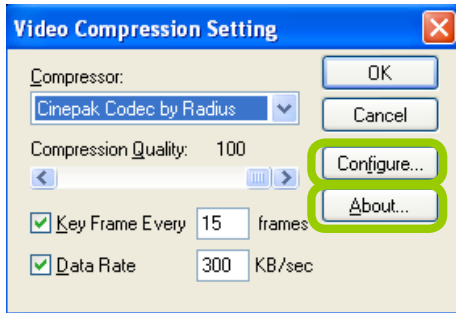 Video Compression Setting
Compressor:
Cinepak Codec by Radius
Compression Quality: 100
Key Frame Every 15 frames
Data Rate 300 KB/sec
OK
Cancel
Configure...
About...